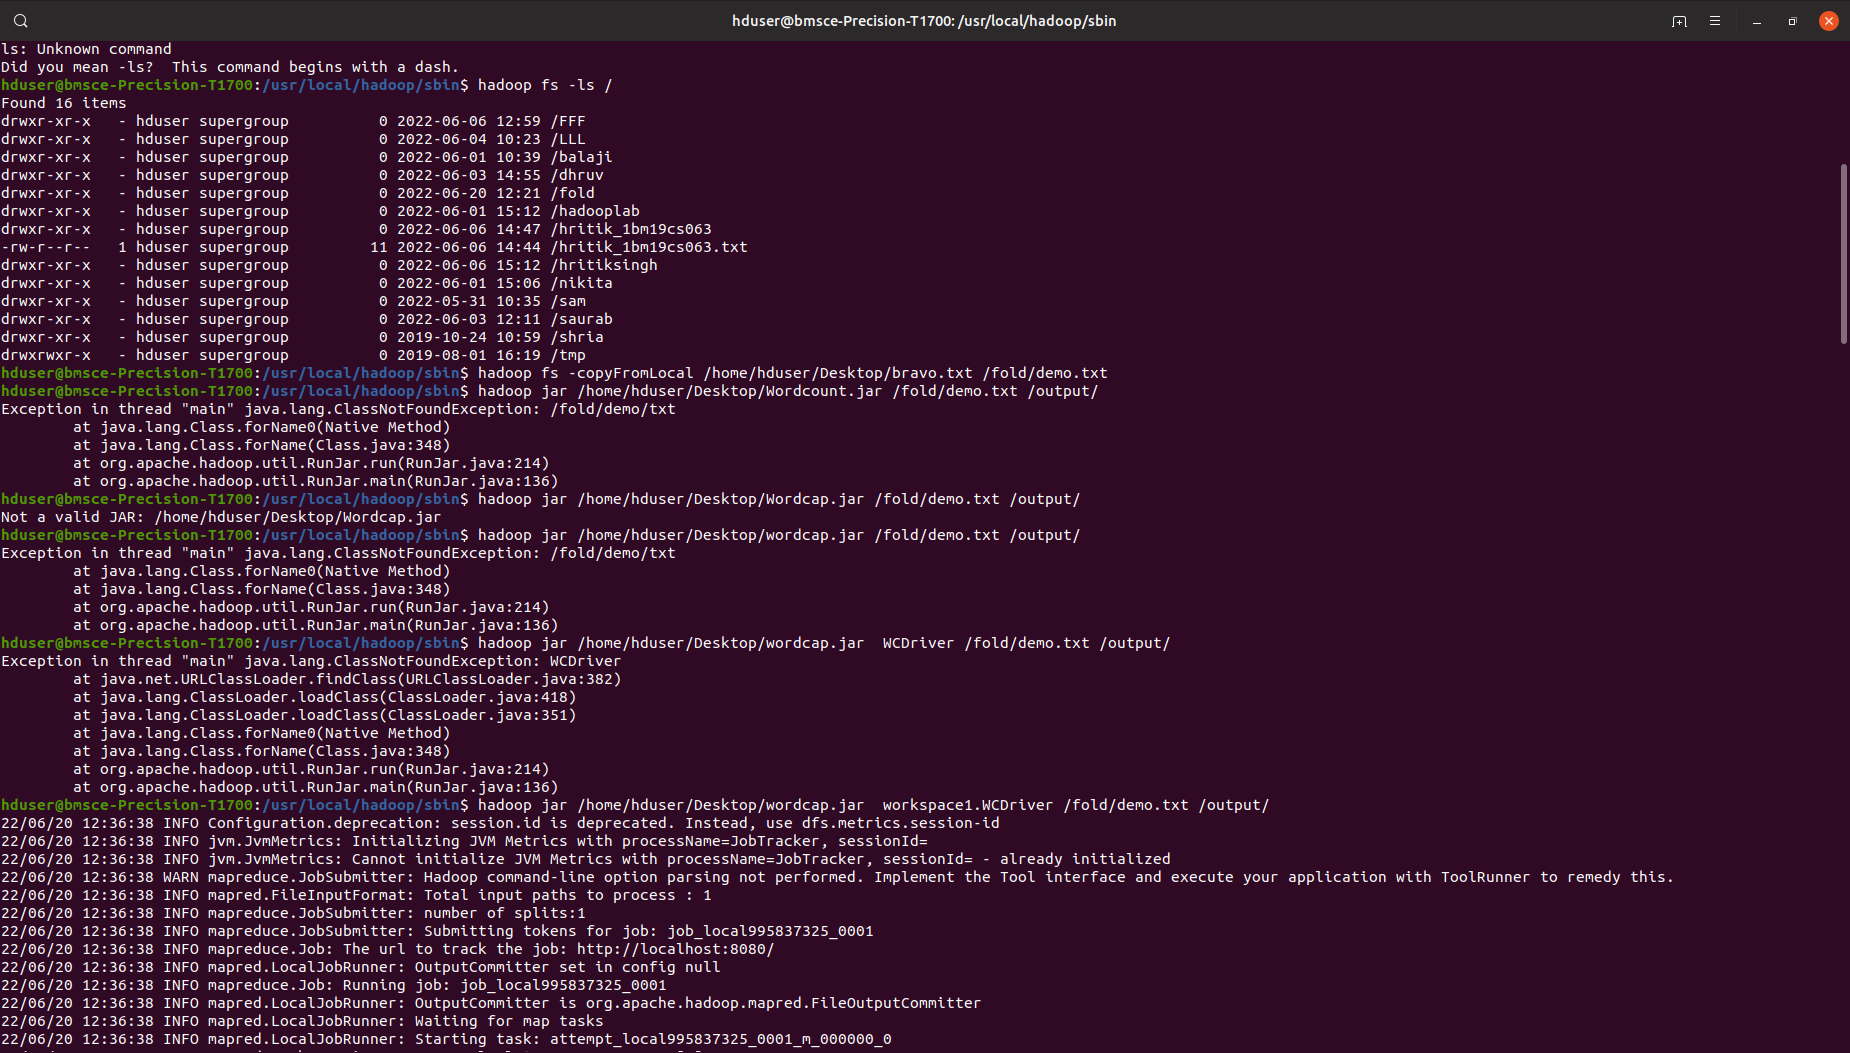 hduser@bmsce-Precision-T1700: /usr/local/hadoop/sbin
ls: Unknown command
Did you mean -ls?  This command begins with a dash.
hduser@bmsce-Precision-T1700:/usr/local/hadoop/sbin$ hadoop fs -ls /
Found 16 items
drwxr-xr-x   - hduser supergroup          0 2022-06-06 12:59 /FFF
drwxr-xr-x   - hduser supergroup          0 2022-06-04 10:23 /LLL
drwxr-xr-x   - hduser supergroup          0 2022-06-01 10:39 /balaji
drwxr-xr-x   - hduser supergroup          0 2022-06-03 14:55 /dhruv
drwxr-xr-x   - hduser supergroup          0 2022-06-20 12:21 /fold
drwxr-xr-x   - hduser supergroup          0 2022-06-01 15:12 /hadooplab
drwxr-xr-x   - hduser supergroup          0 2022-06-06 14:47 /hritik_1bm19cs063
-rw-r--r--   1 hduser supergroup         11 2022-06-06 14:44 /hritik_1bm19cs063.txt
drwxr-xr-x   - hduser supergroup          0 2022-06-06 15:12 /hritiksingh
drwxr-xr-x   - hduser supergroup          0 2022-06-01 15:06 /nikita
drwxr-xr-x   - hduser supergroup          0 2022-05-31 10:35 /sam
drwxr-xr-x   - hduser supergroup          0 2022-06-03 12:11 /saurab
drwxr-xr-x   - hduser supergroup          0 2019-10-24 10:59 /shria
drwxrwxr-x   - hduser supergroup          0 2019-08-01 16:19 /tmp
hduser@bmsce-Precision-T1700:/usr/local/hadoop/sbin$ hadoop fs -copyFromLocal /home/hduser/Desktop/bravo.txt /fold/demo.txt
hduser@bmsce-Precision-T1700:/usr/local/hadoop/sbin$ hadoop jar /home/hduser/Desktop/Wordcount.jar /fold/demo.txt /output/
Exception in thread "main" java.lang.ClassNotFoundException: /fold/demo/txt
        at java.lang.Class.forName0(Native Method)
        at java.lang.Class.forName(Class.java:348)
        at org.apache.hadoop.util.RunJar.run(RunJar.java:214)
        at org.apache.hadoop.util.RunJar.main(RunJar.java:136)
hduser@bmsce-Precision-T1700:/usr/local/hadoop/sbin$ hadoop jar /home/hduser/Desktop/Wordcap.jar /fold/demo.txt /output/
Not a valid JAR: /home/hduser/Desktop/Wordcap.jar
hduser@bmsce-Precision-T1700:/usr/local/hadoop/sbin$ hadoop jar /home/hduser/Desktop/wordcap.jar /fold/demo.txt /output/
Exception in thread "main" java.lang.ClassNotFoundException: /fold/demo/txt
        at java.lang.Class.forName0(Native Method)
        at java.lang.Class.forName(Class.java:348)
        at org.apache.hadoop.util.RunJar.run(RunJar.java:214)
        at org.apache.hadoop.util.RunJar.main(RunJar.java:136)
hduser@bmsce-Precision-T1700:/usr/local/hadoop/sbin$ hadoop jar /home/hduser/Desktop/wordcap.jar  WCDriver /fold/demo.txt /output/
Exception in thread "main" java.lang.ClassNotFoundException: WCDriver
        at java.net.URLClassLoader.findClass(URLClassLoader.java:382)
        at java.lang.ClassLoader.loadClass(ClassLoader.java:418)
        at java.lang.ClassLoader.loadClass(ClassLoader.java:351)
        at java.lang.Class.forName0(Native Method)
        at java.lang.Class.forName(Class.java:348)
        at org.apache.hadoop.util.RunJar.run(RunJar.java:214)
        at org.apache.hadoop.util.RunJar.main(RunJar.java:136)
hduser@bmsce-Precision-T1700:/usr/local/hadoop/sbin$ hadoop jar /home/hduser/Desktop/wordcap.jar  workspace1.WCDriver /fold/demo.txt /output/
22/06/20 12:36:38 INFO Configuration.deprecation: session.id is deprecated. Instead, use dfs.metrics.session-id
22/06/20 12:36:38 INFO jvm.JvmMetrics: Initializing JVM Metrics with processName=JobTracker, sessionId=
22/06/20 12:36:38 INFO jvm.JvmMetrics: Cannot initialize JVM Metrics with processName=JobTracker, sessionId= - already initialized
22/06/20 12:36:38 WARN mapreduce.JobSubmitter: Hadoop command-line option parsing not performed. Implement the Tool interface and execute your application with ToolRunner to remedy this.
22/06/20 12:36:38 INFO mapred.FileInputFormat: Total input paths to process : 1
22/06/20 12:36:38 INFO mapreduce.JobSubmitter: number of splits:1
22/06/20 12:36:38 INFO mapreduce.JobSubmitter: Submitting tokens for job: job_local995837325_0001
22/06/20 12:36:38 INFO mapreduce.Job: The url to track the job: http://localhost:8080/
22/06/20 12:36:38 INFO mapred.LocalJobRunner: OutputCommitter set in config null
22/06/20 12:36:38 INFO mapreduce.Job: Running job: job_local995837325_0001
22/06/20 12:36:38 INFO mapred.LocalJobRunner: OutputCommitter is org.apache.hadoop.mapred.FileOutputCommitter
22/06/20 12:36:38 INFO mapred.LocalJobRunner: Waiting for map tasks
22/06/20 12:36:38 INFO mapred.LocalJobRunner: Starting task: attempt_local995837325_0001_m_000000_0